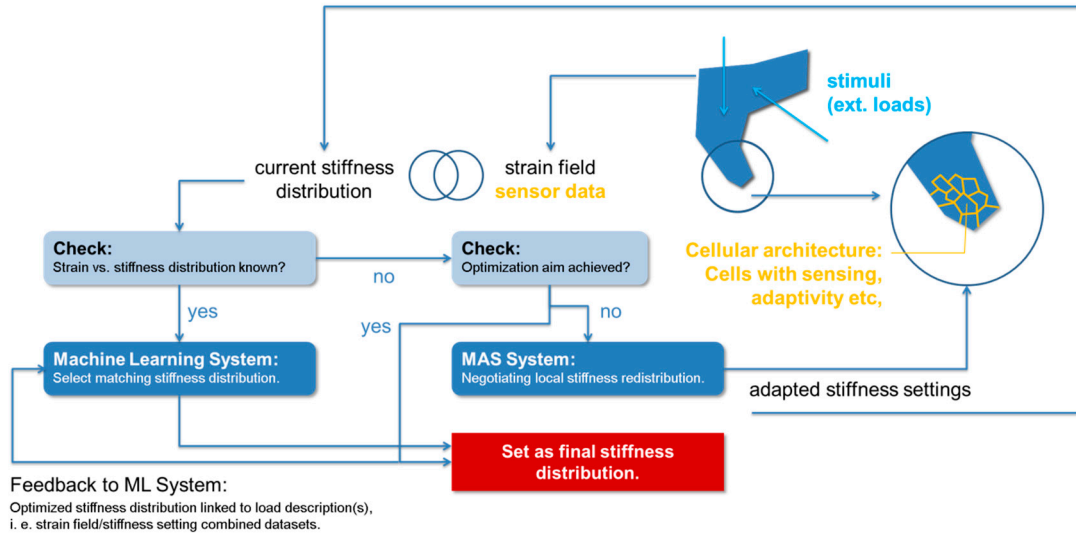 stimuli
(ext. loads)
current stiffness
distribution
strain field
sensor data
Check:
Strain vs. stiffness distribution known?
no
Check:
Optimization aim achieved?
Cellular architecture:
Cells with sensing,
adaptivity etc,
yes
yes
no
Machine Learning System:
Select matching stiffness distribution.
MAS System:
Negotiating local stiffness redistribution.
adapted stiffness settings
Set as final stiffness
distribution.
Feedback to ML System:
Optimized stiffness distribution linked to load description(s),
i. e. strain field/stiffness setting combined datasets.